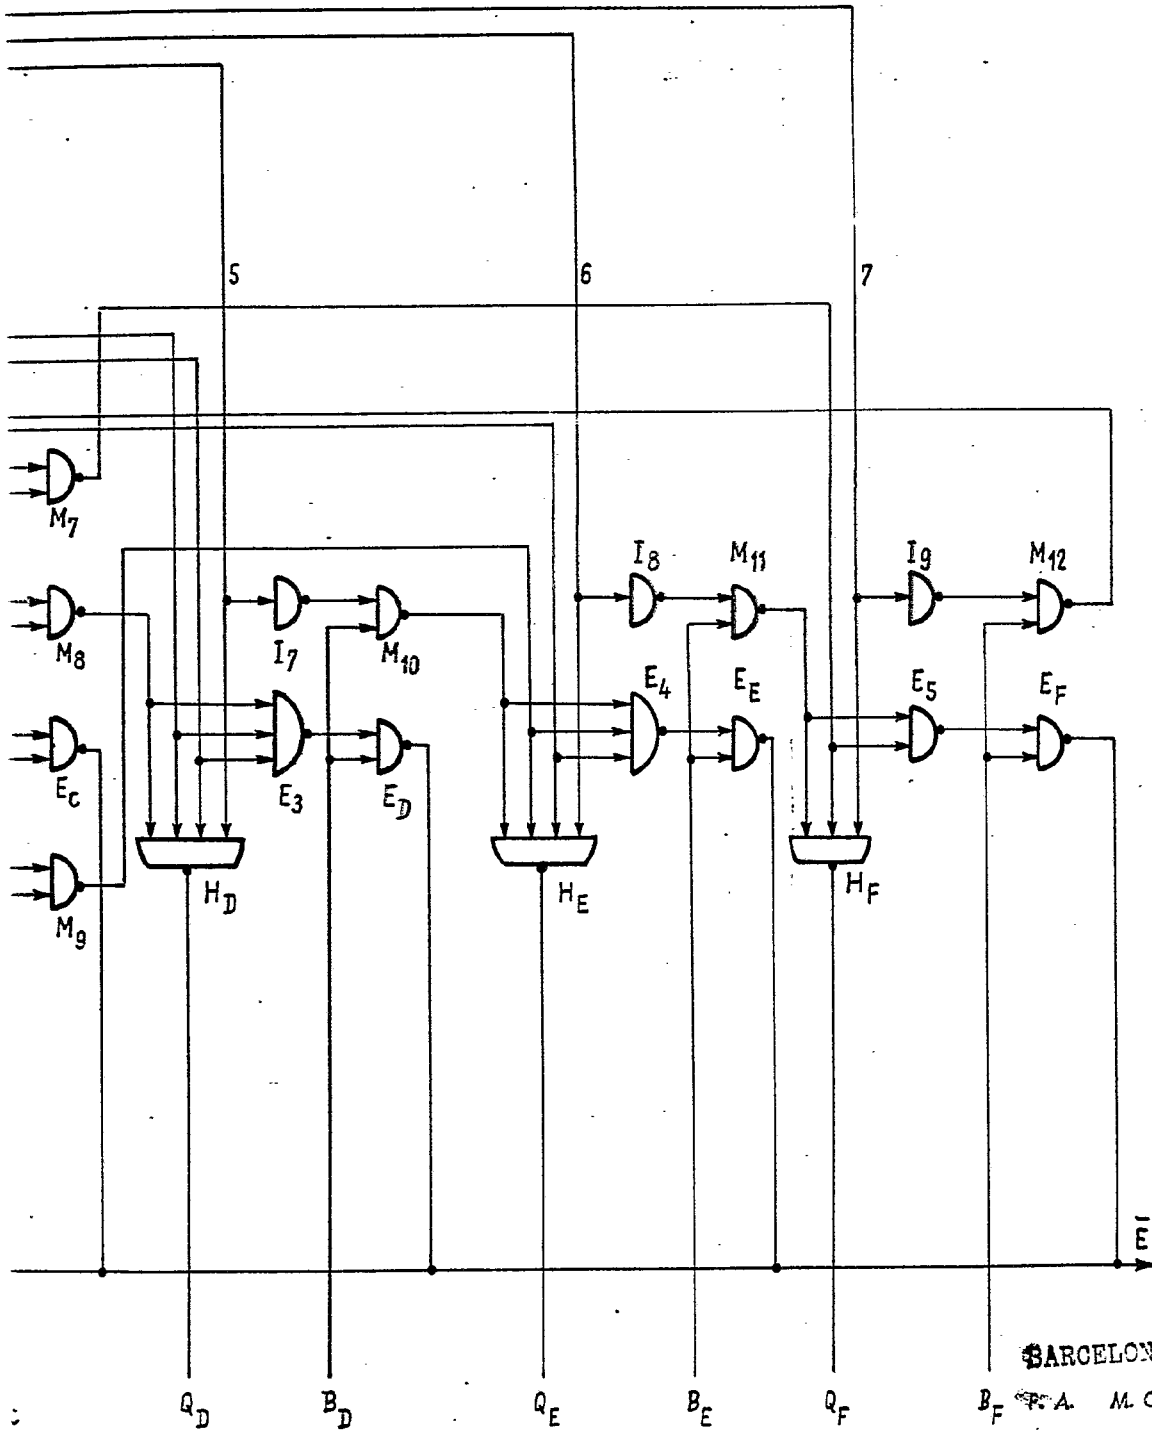 5 6 7
M7
I8 M11 I9 M12
M8 I7 M10
E4 EE E5 EF
EC E3 ED
HD HE HF
M9
E
BARCELON
QD BD QE BE QF BF P. A. M. C